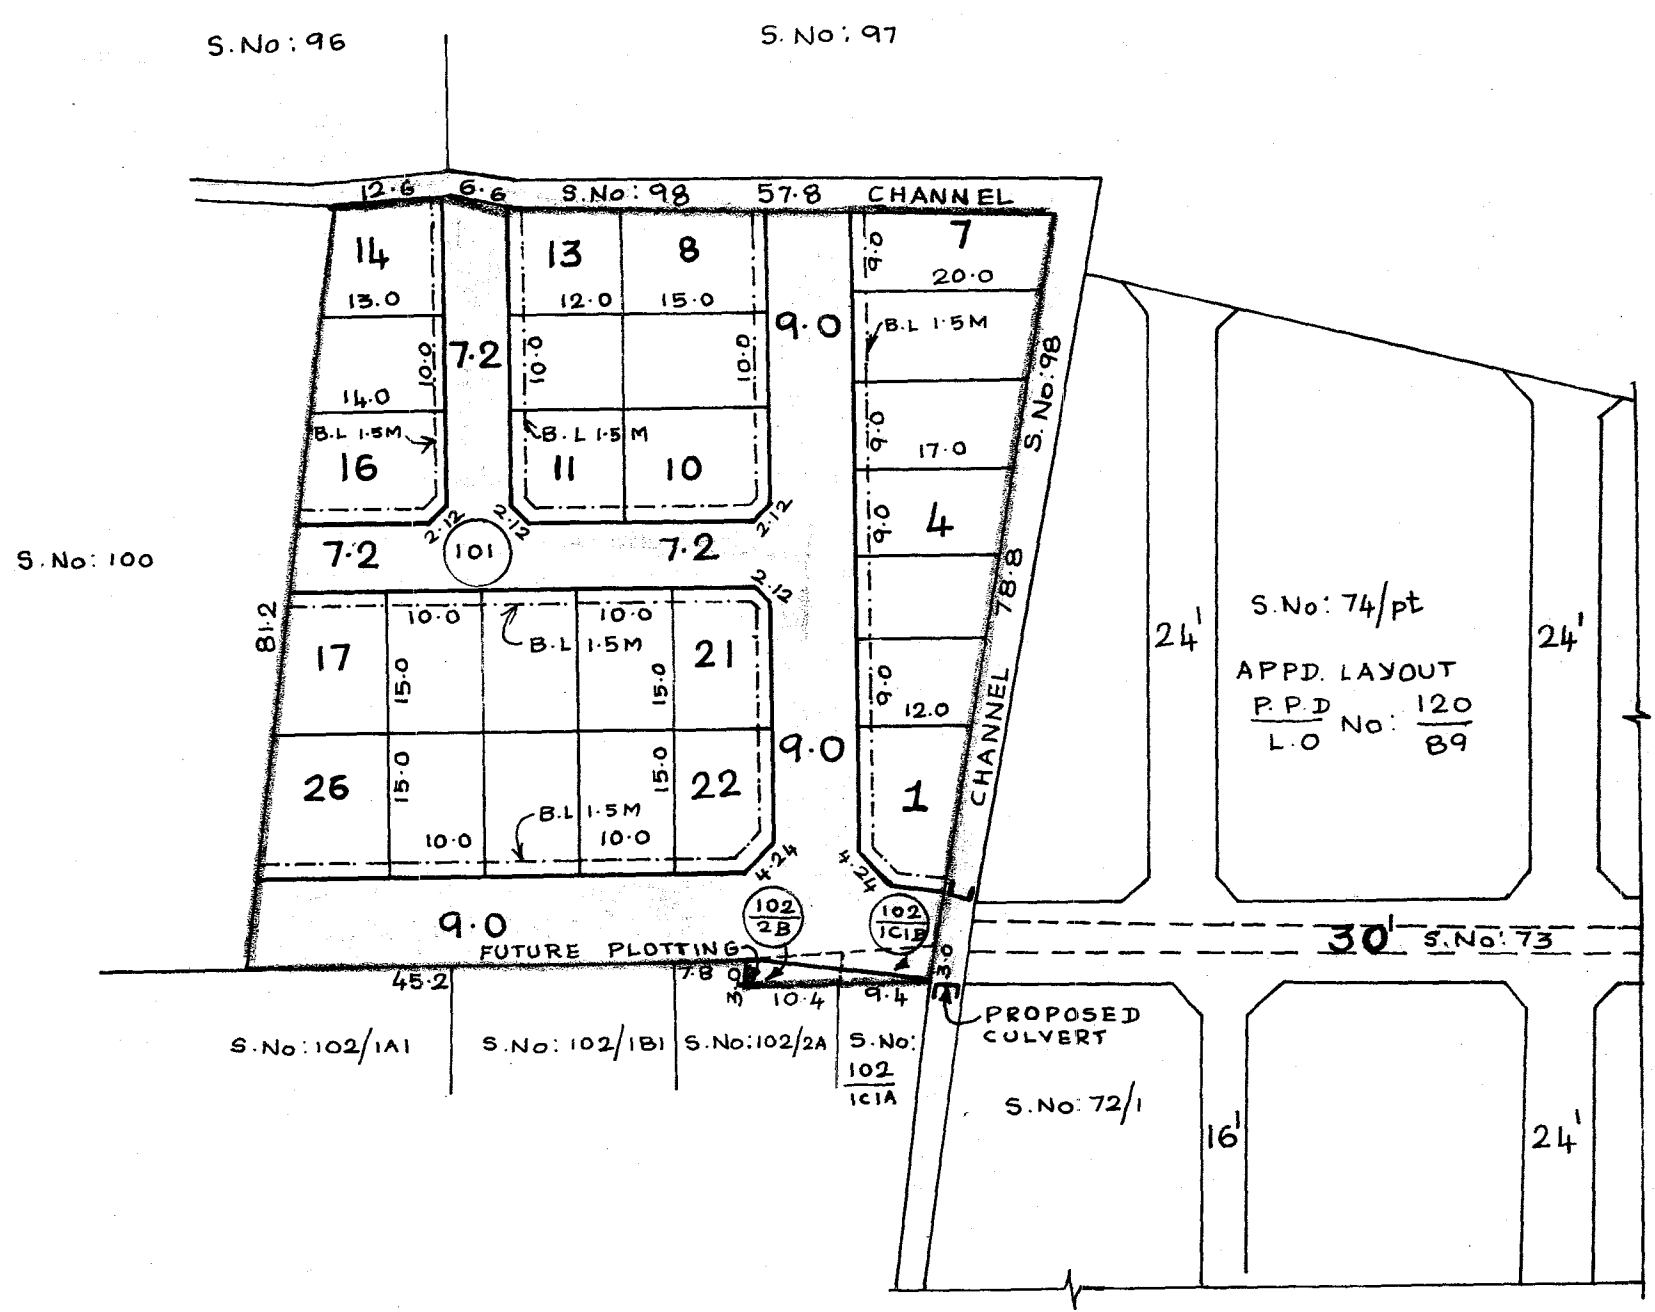 S.No: 96
S.No: 97
12.6 6.6 S.No: 98 57.8 CHANNEL
14 13 8 7
9.0
13.0 12.0 15.0 20.0
9.0
B.L 1.5M
7.2
10.0 10.0 10.0
S.No: 98
14.0
B.L 1.5M B.L 1.5M
9.0
17.0
16 11 10
4
9.0
2.12 2.12 2.12
101
7.2 7.2
S.No: 100
78.8
2.12
81.2
10.0 10.0
B.L 1.5M
17 21
15.0 15.0
9.0
12.0
CHANNEL
9.0
26 22 1
15.0 15.0
B.L 1.5M
10.0 10.0
4.24 4.24
102
2B
102
1C1B
9.0
FUTURE PLOTTING
45.2 7.8 3.0 10.4 9.4 3.0
PROPOSED
CULVERT
S.No: 102/1A1 S.No: 102/1B1 S.No: 102/2A S.No:
102
1C1A
S.No: 72/1
24' 24'
S.No: 74/pt
APPD. LAYOUT
P.P.D
L.O
No:
120
89
30' S.No: 73
16' 24'